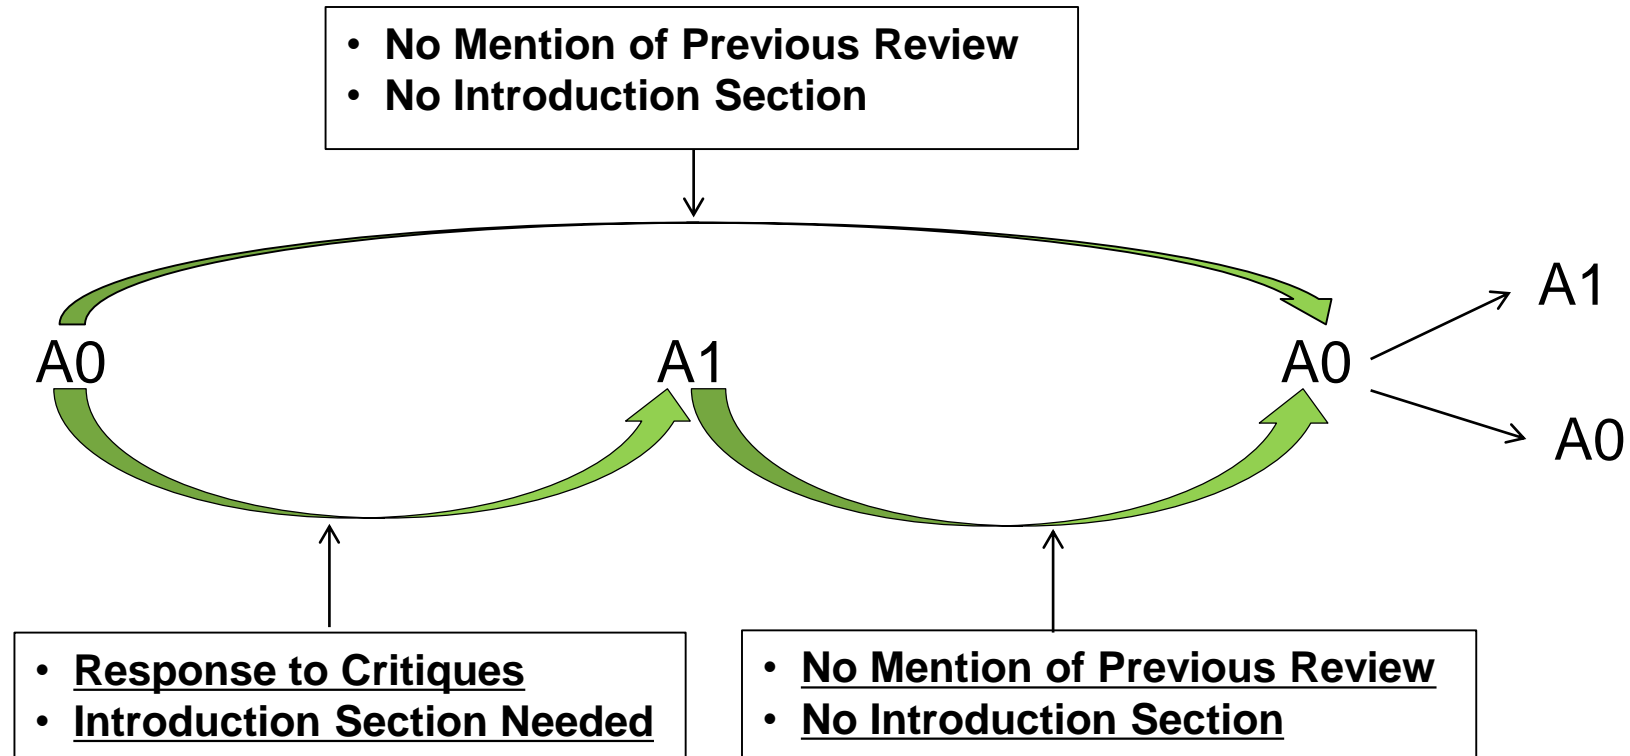 • No Mention of Previous Review
• No Introduction Section
A0
A1
A0
A1
A0
• Response to Critiques
• Introduction Section Needed
• No Mention of Previous Review
• No Introduction Section